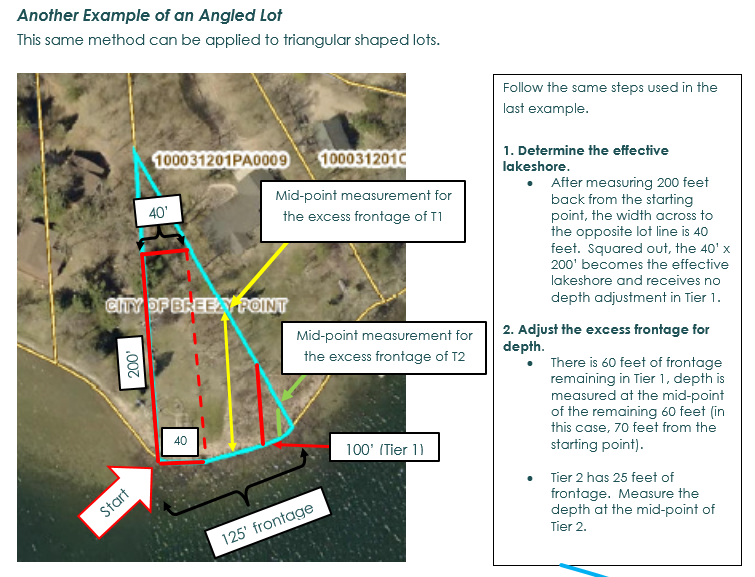 Another Example of an Angled Lot
This same method can be applied to triangular shaped lots.
100031201PA0009
100031201C
40'
Mid-point measurement for
the excess frontage of T1
CITY OF BREEZY POINT
Mid-point measurement for
the excess frontage of T2
200'
40
100' (Tier 1)
Start
125' frontage
Follow the same steps used in the
last example.
1. Determine the effective
lakeshore.
• After measuring 200 feet
back from the starting
point, the width across to
the opposite lot line is 40
feet. Squared out, the 40' x
200' becomes the effective
lakeshore and receives no
depth adjustment in Tier 1.
2. Adjust the excess frontage for
depth.
• There is 60 feet of frontage
remaining in Tier 1, depth is
measured at the mid-point
of the remaining 60 feet (in
this case, 70 feet from the
starting point).
• Tier 2 has 25 feet of
frontage. Measure the
depth at the mid-point of
Tier 2.